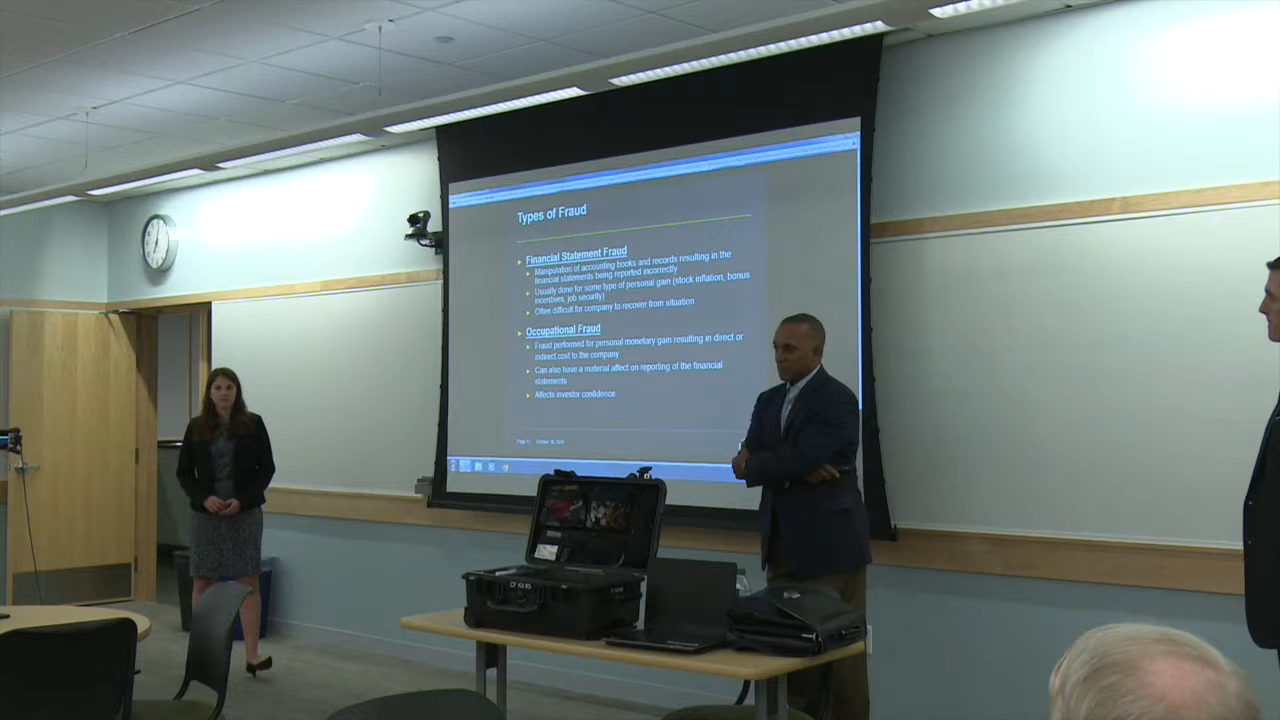 Types of Fraud
Financial Statement Fraud
Manipulation of accounting books and records resulting in the
financial statements being reported incorrectly
Usually done for some type of personal gain (stock inflation, bonus
incentives, job security)
Often difficult for company to recover from situation
Occupational Fraud
Fraud performed for personal monetary gain resulting in direct or
indirect cost to the company
Can also have a material affect on reporting of the financial
statements
Affects investor confidence